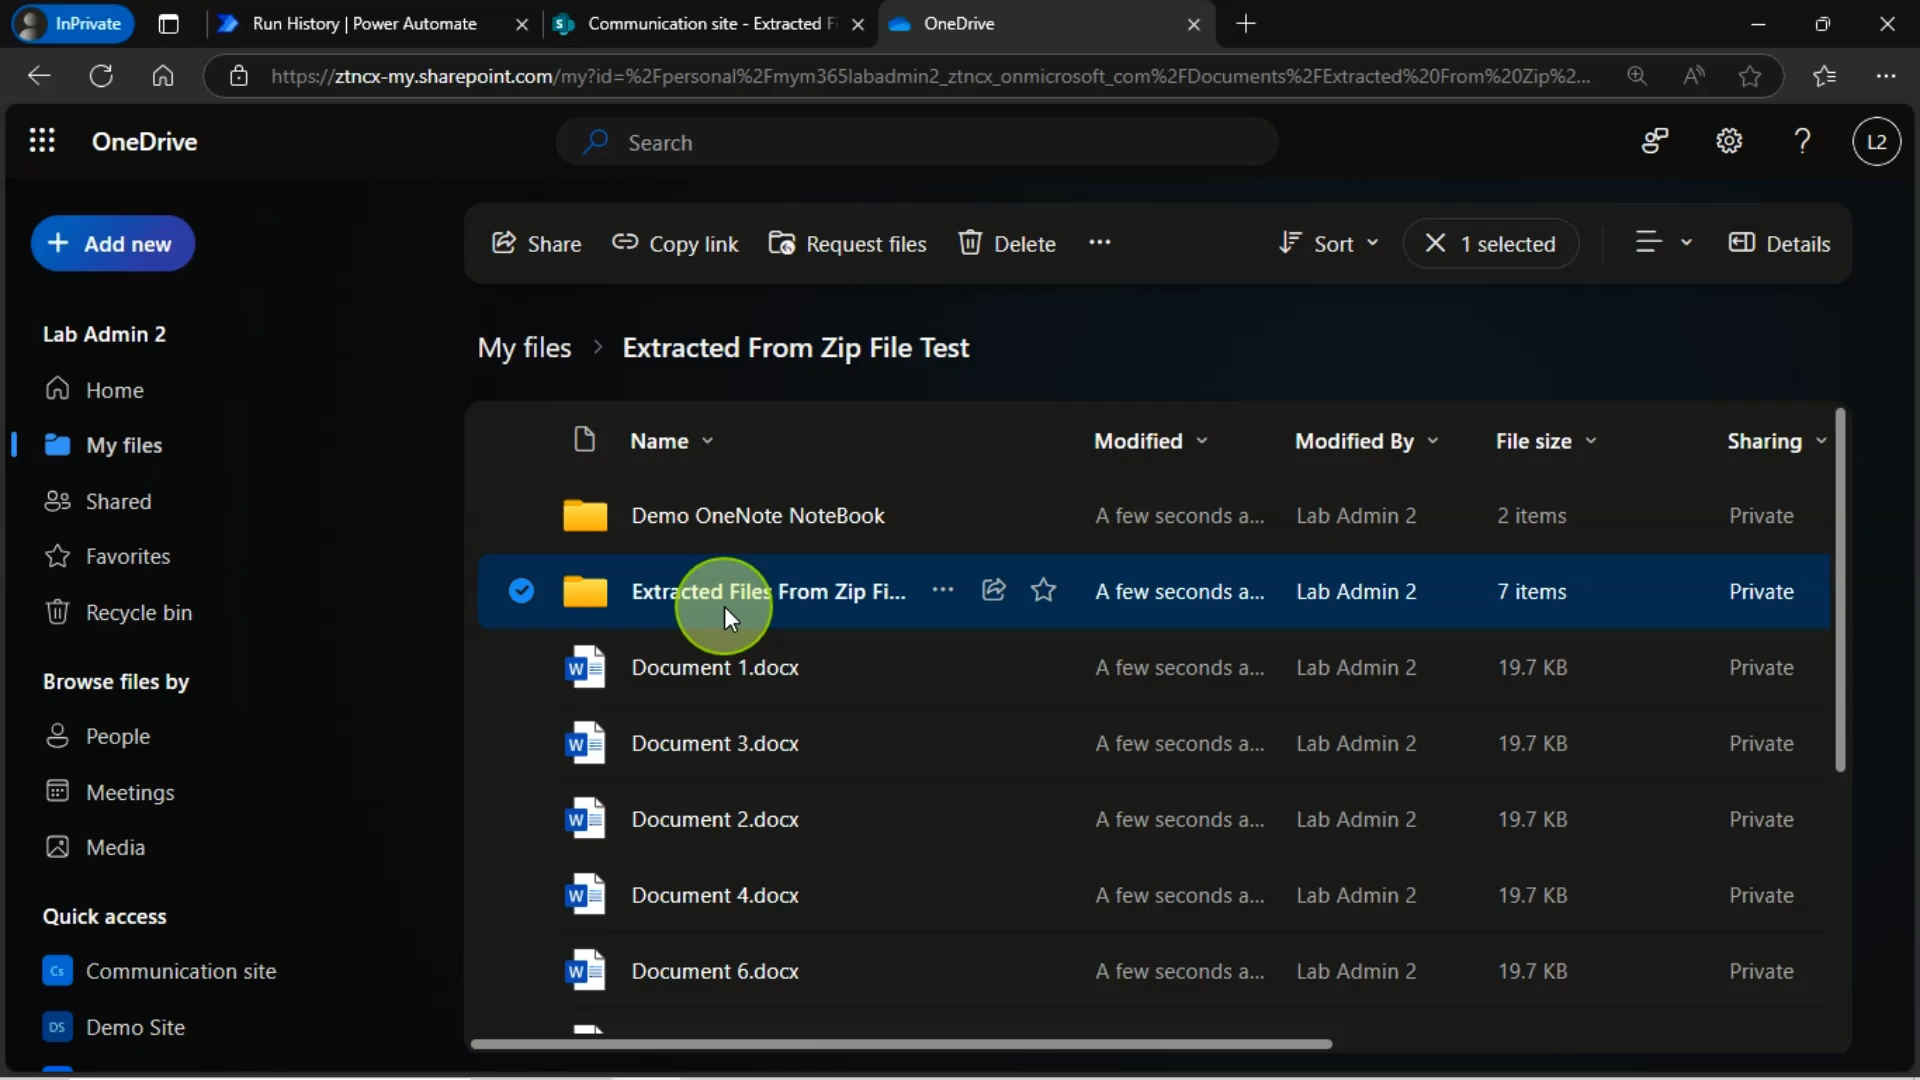 InPrivate
Run History | Power Automate
Communication site - Extracted Fi
OneDrive
https://ztncx-my.sharepoint.com/my?id=%2Fpersonal%2Fmym365labadmin2_ztncx_onmicrosoft_com%2FDocuments%2FExtracted%20From%20Zip%2...
OneDrive
Search
L2
Add new
Share
Copy link
Request files
Delete
Sort
1 selected
Details
Lab Admin 2
Home
My files
Shared
Favorites
Recycle bin
Browse files by
People
Meetings
Media
Quick access
Cs Communication site
DS Demo Site
My files > Extracted From Zip File Test
Name Modified Modified By File size Sharing
Demo OneNote NoteBook A few seconds a... Lab Admin 2 2 items Private
Extracted Files From Zip Fi... A few seconds a... Lab Admin 2 7 items Private
Document 1.docx A few seconds a... Lab Admin 2 19.7 KB Private
Document 3.docx A few seconds a... Lab Admin 2 19.7 KB Private
Document 2.docx A few seconds a... Lab Admin 2 19.7 KB Private
Document 4.docx A few seconds a... Lab Admin 2 19.7 KB Private
Document 6.docx A few seconds a... Lab Admin 2 19.7 KB Private